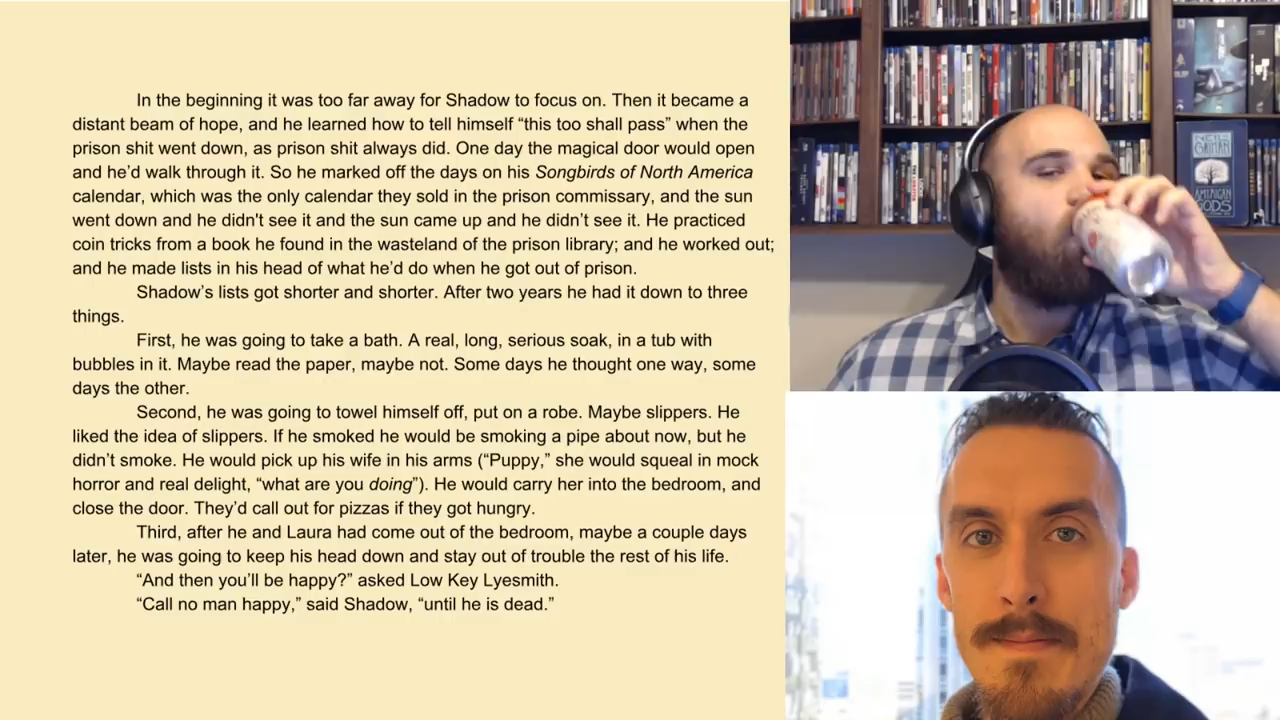 In the beginning it was too far away for Shadow to focus on. Then it became a
distant beam of hope, and he learned how to tell himself “this too shall pass” when the
prison shit went down, as prison shit always did. One day the magical door would open
and he’d walk through it. So he marked off the days on his Songbirds of North America
calendar, which was the only calendar they sold in the prison commissary, and the sun
went down and he didn't see it and the sun came up and he didn’t see it. He practiced
coin tricks from a book he found in the wasteland of the prison library; and he worked out;
and he made lists in his head of what he’d do when he got out of prison.
Shadow’s lists got shorter and shorter. After two years he had it down to three
things.
First, he was going to take a bath. A real, long, serious soak, in a tub with
bubbles in it. Maybe read the paper, maybe not. Some days he thought one way, some
days the other.
Second, he was going to towel himself off, put on a robe. Maybe slippers. He
liked the idea of slippers. If he smoked he would be smoking a pipe about now, but he
didn’t smoke. He would pick up his wife in his arms (“Puppy,” she would squeal in mock
horror and real delight, “what are you doing”). He would carry her into the bedroom, and
close the door. They’d call out for pizzas if they got hungry.
Third, after he and Laura had come out of the bedroom, maybe a couple days
later, he was going to keep his head down and stay out of trouble the rest of his life.
“And then you’ll be happy?” asked Low Key Lyesmith.
“Call no man happy,” said Shadow, “until he is dead.”
NEIL
GAIMAN
AMERICAN
GODS